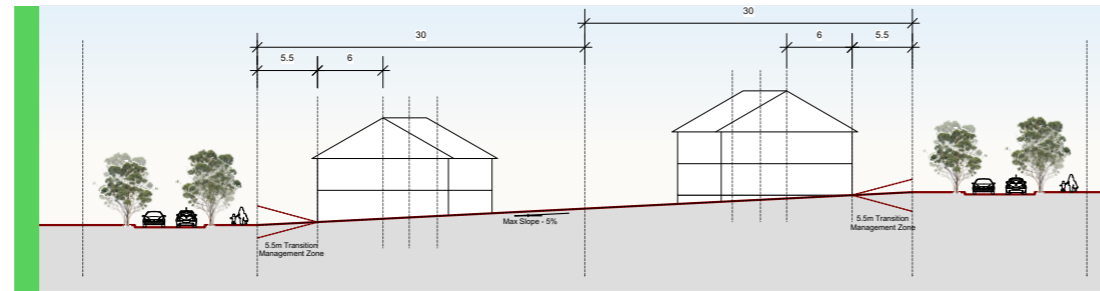 30
30
5.5
6
6
5.5
Max Slope - 5%
5.5m Transition
Management Zone
5.5m Transition
Management Zone